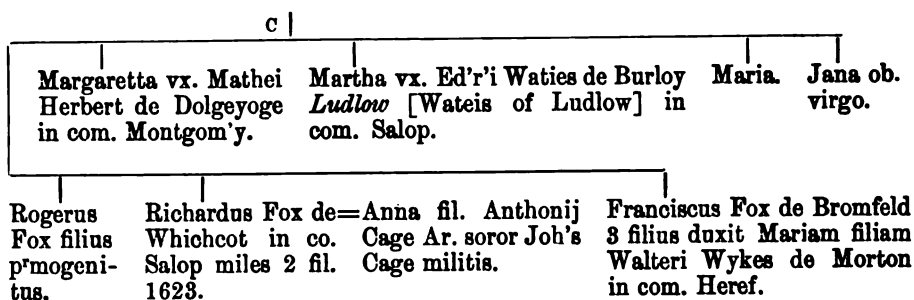 C
Margaretta vx. Mathei
Herbert de Dolgeyoge
in com. Montgom'y.
Martha vx. Ed'r'i Waties de Burloy
Ludlow [Wateis of Ludlow] in
com. Salop.
Maria.
Jana ob.
virgo.
Rogerus
Fox filius
pʳmogeni-
tus.
Richardus Fox de=
Whichcot in co.
Salop miles 2 fil.
1623.
Anna fil. Anthonij
Cage Ar. soror Joh's
Cage militis.
Franciscus Fox de Bromfeld
3 filius duxit Mariam filiam
Walteri Wykes de Morton
in com. Heref.